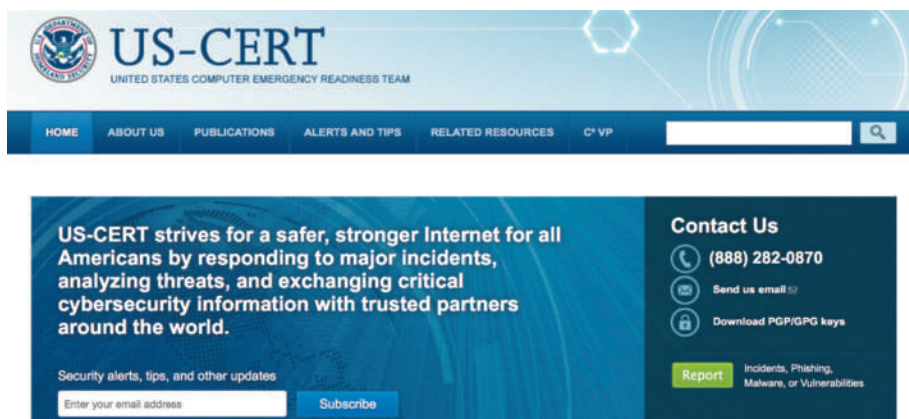 US-CERT
UNITED STATES COMPUTER EMERGENCY READINESS TEAM
HOME ABOUT US PUBLICATIONS ALERTS AND TIPS RELATED RESOURCES C³ VP
US-CERT strives for a safer, stronger Internet for all
Americans by responding to major incidents,
analyzing threats, and exchanging critical
cybersecurity information with trusted partners
around the world.
Security alerts, tips, and other updates
Enter your email address Subscribe
Contact Us
(888) 282-0870
Send us email
Download PGP/GPG keys
Report Incidents, Phishing,
Malware, or Vulnerabilities